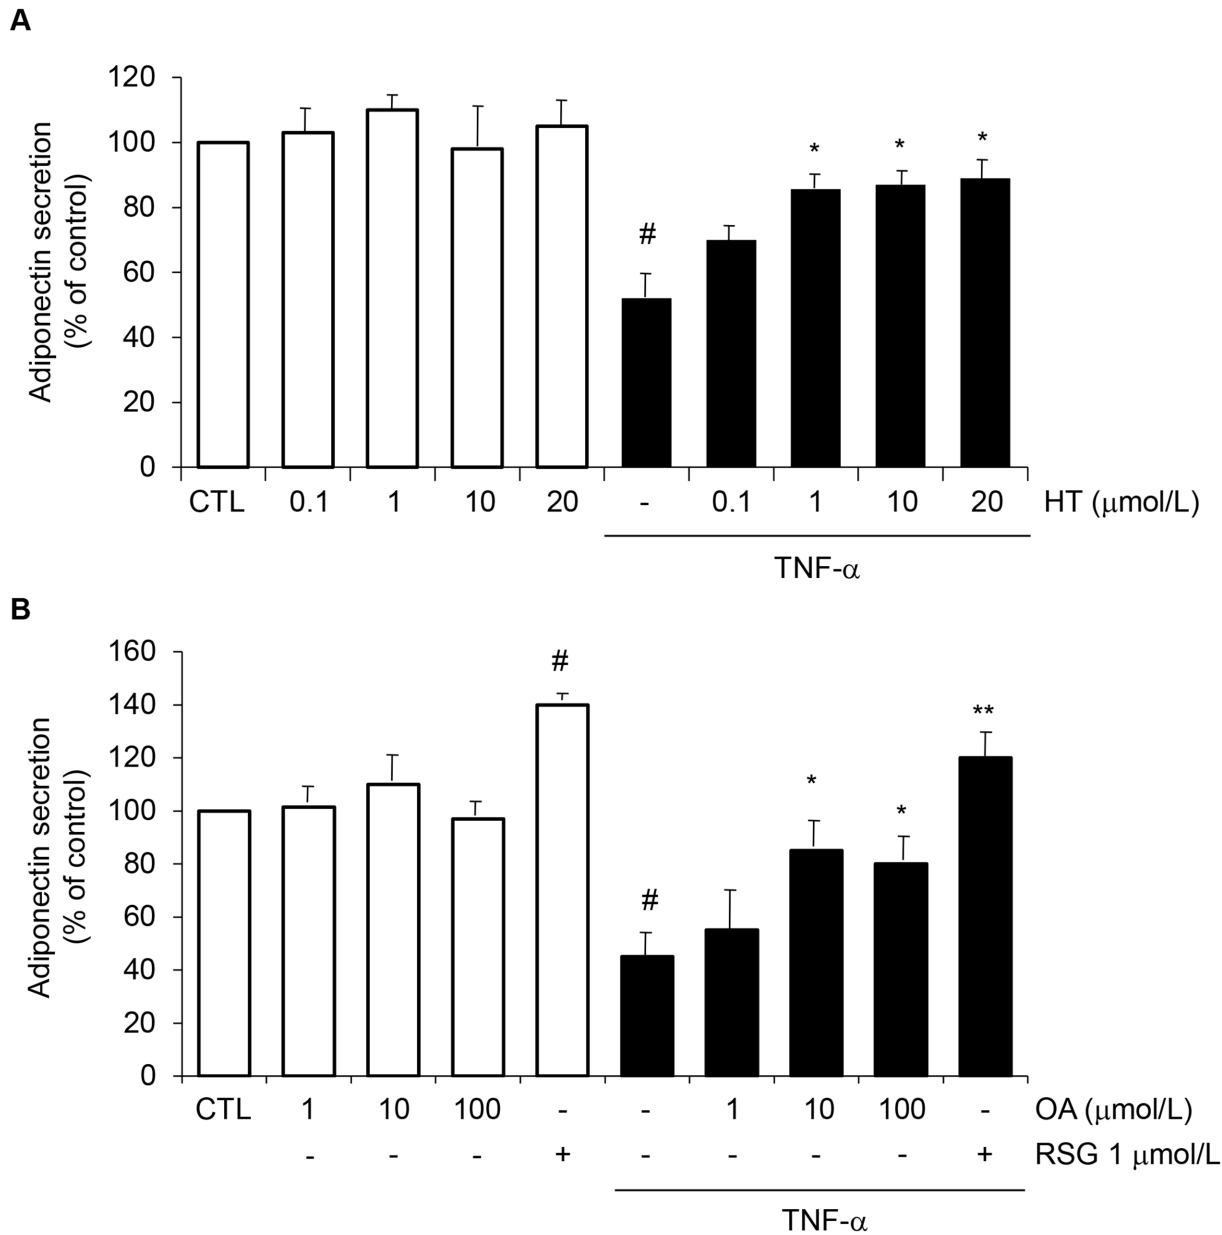 A
Adiponectin secretion
(% of control)
120
100
80
60
40
20
0
# * * *
CTL 0.1 1 10 20 - 0.1 1 10 20 HT (μmol/L)
TNF-α
B
Adiponectin secretion
(% of control)
160
140
120
100
80
60
40
20
0
# # * * **
CTL 1 10 100 - - 1 10 100 - OA (μmol/L)
- - - + - - - - + RSG 1 μmol/L
TNF-α